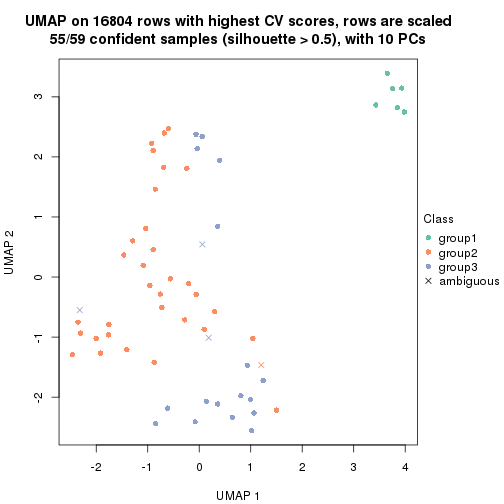 UMAP on 16804 rows with highest CV scores, rows are scaled
55/59 confident samples (silhouette > 0.5), with 10 PCs
3
2
1
0
-1
-2
UMAP 2
-2 -1 0 1 2 3 4
UMAP 1
Class
group1
group2
group3
ambiguous